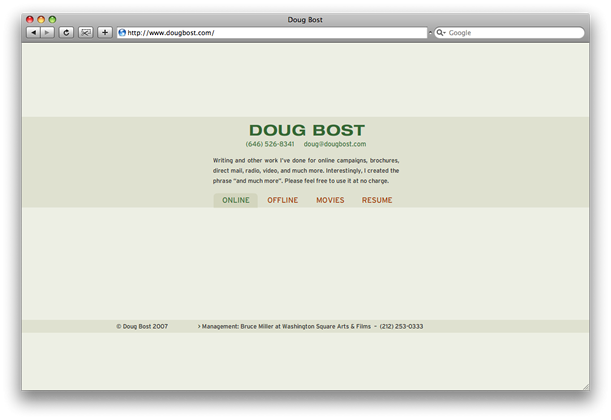 Doug Bost
http://www.dougbost.com/
Google
DOUG BOST
(646) 526-8341 doug@dougbost.com
Writing and other work I've done for online campaigns, brochures,
direct mail, radio, video, and much more. Interestingly, I created the
phrase "and much more". Please feel free to use it at no charge.
ONLINE OFFLINE MOVIES RESUME
© Doug Bost 2007 > Management: Bruce Miller at Washington Square Arts & Films – (212) 253-0333